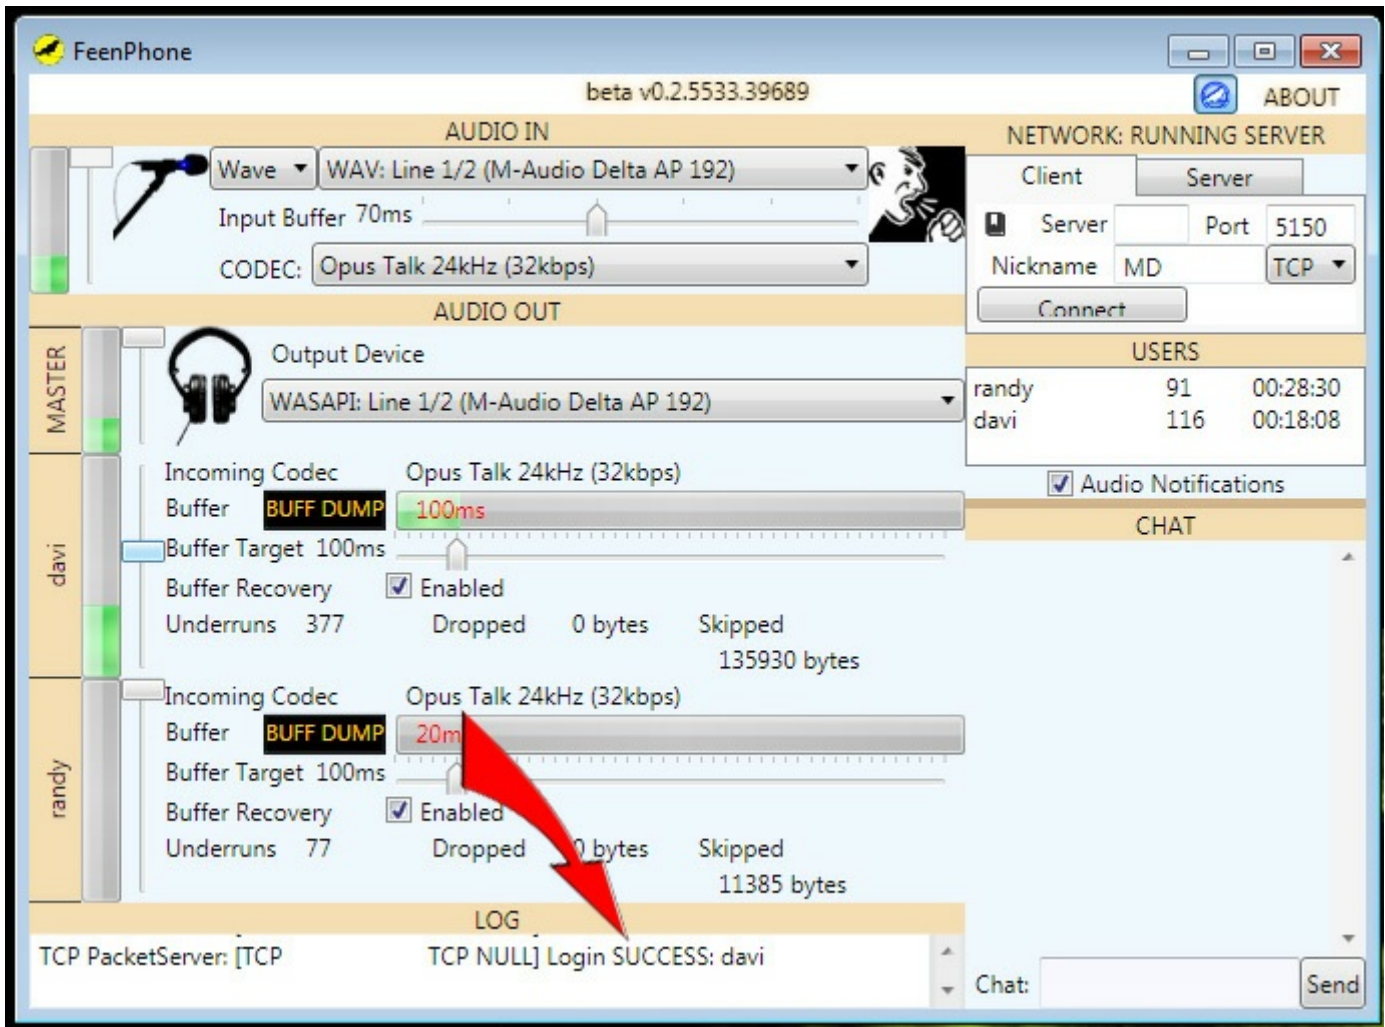 FeenPhone
beta v0.2.5533.39689
ABOUT
AUDIO IN
Wave WAV: Line 1/2 (M-Audio Delta AP 192)
Input Buffer 70ms
CODEC: Opus Talk 24kHz (32kbps)
AUDIO OUT
MASTER
Output Device
WASAPI: Line 1/2 (M-Audio Delta AP 192)
davi
Incoming Codec Opus Talk 24kHz (32kbps)
Buffer BUFF DUMP 100ms
Buffer Target 100ms
Buffer Recovery Enabled
Underruns 377 Dropped 0 bytes Skipped
135930 bytes
randy
Incoming Codec Opus Talk 24kHz (32kbps)
Buffer BUFF DUMP 20m
Buffer Target 100ms
Buffer Recovery Enabled
Underruns 77 Dropped 0 bytes Skipped
11385 bytes
LOG
TCP PacketServer: [TCP TCP NULL] Login SUCCESS: davi
NETWORK: RUNNING SERVER
Client Server
Server Port 5150
Nickname MD TCP
Connect
USERS
randy 91 00:28:30
davi 116 00:18:08
Audio Notifications
CHAT
Chat: Send